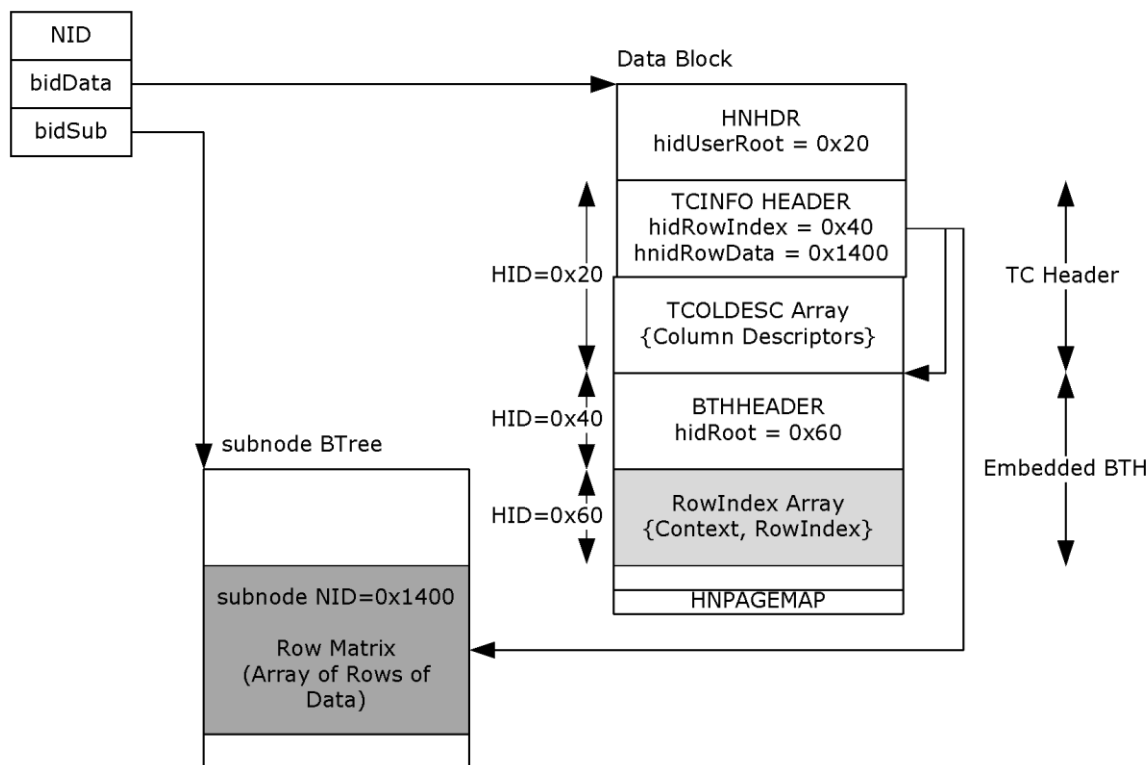 NID
bidData
bidSub
Data Block
HNHDR
hidUserRoot = 0x20
TCINFO HEADER
hidRowIndex = 0x40
hnidRowData = 0x1400
HID=0x20
TC Header
TCOLDESC Array
{Column Descriptors}
BTHHEADER
hidRoot = 0x60
HID=0x40
subnode BTree
Embedded BTH
RowIndex Array
{Context, RowIndex}
HID=0x60
HNPAGEMAP
subnode NID=0x1400
Row Matrix
(Array of Rows of
Data)